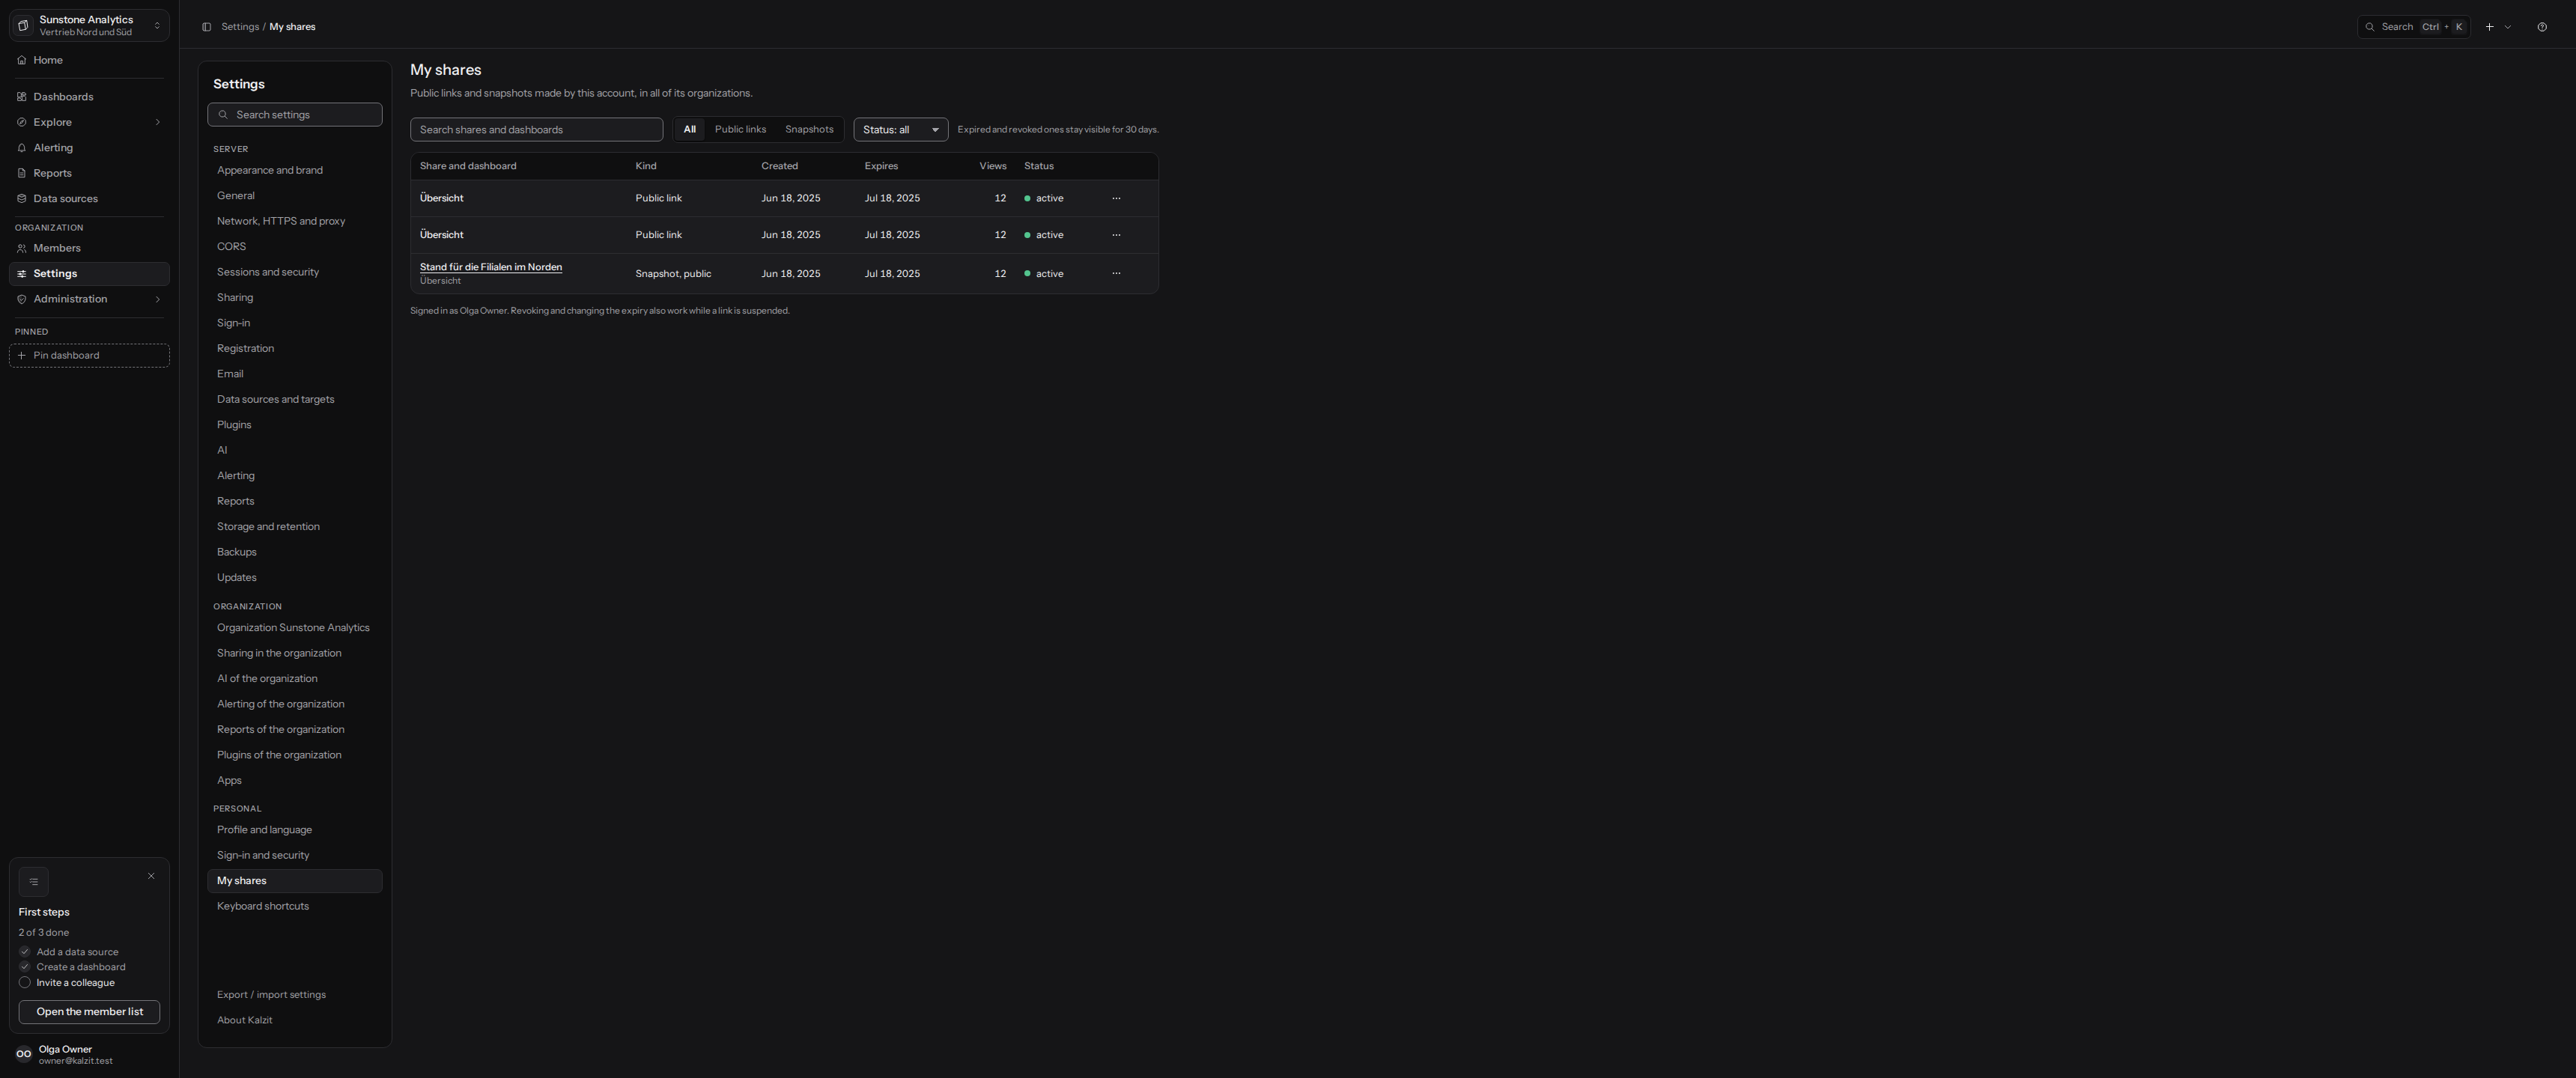 Sunstone Analytics
Vertrieb Nord und Süd
Home
Dashboards
Explore
Alerting
Reports
Data sources
ORGANIZATION
Members
Settings
Administration
PINNED
Pin dashboard
First steps
2 of 3 done
Add a data source
Create a dashboard
Invite a colleague
Open the member list
OO
Olga Owner
owner@kalzit.test
Settings / My shares
Search Ctrl + K
Settings
Search settings
SERVER
Appearance and brand
General
Network, HTTPS and proxy
CORS
Sessions and security
Sharing
Sign-in
Registration
Email
Data sources and targets
Plugins
AI
Alerting
Reports
Storage and retention
Backups
Updates
ORGANIZATION
Organization Sunstone Analytics
Sharing in the organization
AI of the organization
Alerting of the organization
Reports of the organization
Plugins of the organization
Apps
PERSONAL
Profile and language
Sign-in and security
My shares
Keyboard shortcuts
Export / import settings
About Kalzit
My shares
Public links and snapshots made by this account, in all of its organizations.
Search shares and dashboards All Public links Snapshots Status: all Expired and revoked ones stay visible for 30 days.
Share and dashboard Kind Created Expires Views Status
Übersicht Public link Jun 18, 2025 Jul 18, 2025 12 active
Übersicht Public link Jun 18, 2025 Jul 18, 2025 12 active
Stand für die Filialen im Norden Snapshot, public Jun 18, 2025 Jul 18, 2025 12 active
Übersicht
Signed in as Olga Owner. Revoking and changing the expiry also work while a link is suspended.